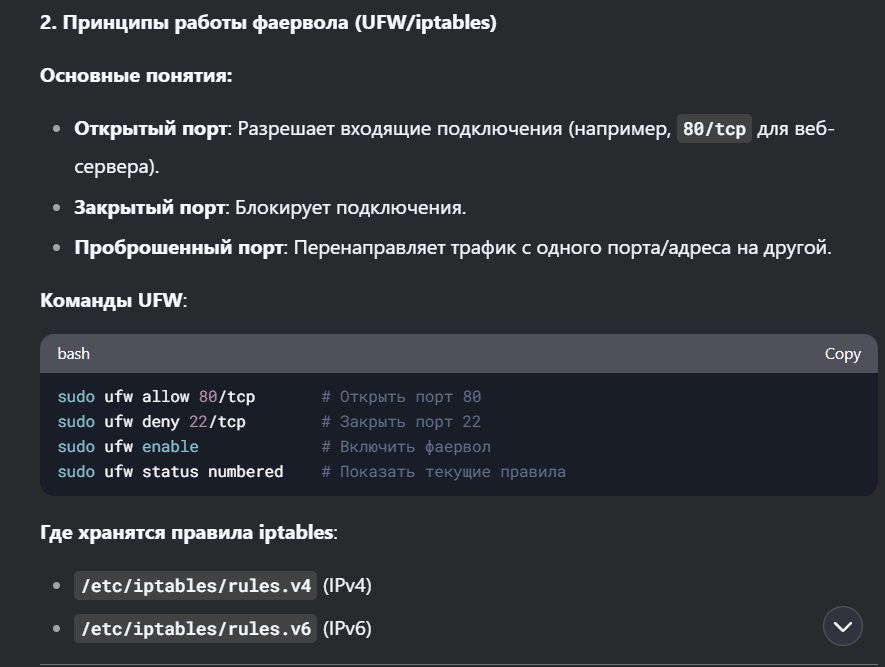 2. Принципы работы фаервола (UFW/iptables)
Основные понятия:
• Открытый порт: Разрешает входящие подключения (например, 80/tcp для веб-
сервера).
• Закрытый порт: Блокирует подключения.
• Проброшенный порт: Перенаправляет трафик с одного порта/адреса на другой.
Команды UFW:
bash Copy
sudo ufw allow 80/tcp # Открыть порт 80
sudo ufw deny 22/tcp # Закрыть порт 22
sudo ufw enable # Включить фаервол
sudo ufw status numbered # Показать текущие правила
Где хранятся правила iptables:
• /etc/iptables/rules.v4 (IPv4)
• /etc/iptables/rules.v6 (IPv6)